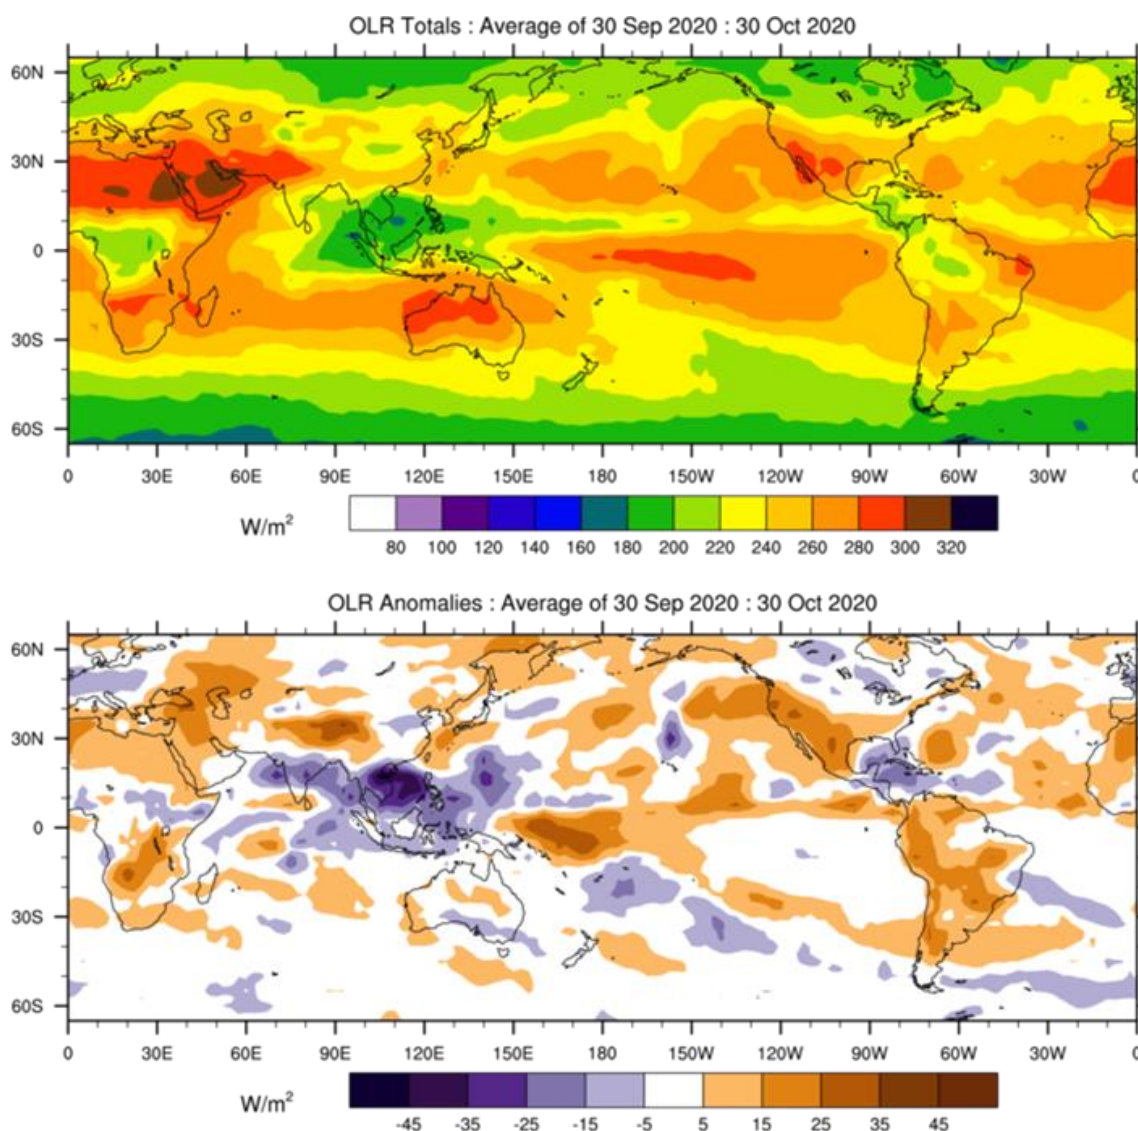 OLR Totals : Average of 30 Sep 2020 : 30 Oct 2020
60N
30N
0
30S
60S
0 30E 60E 90E 120E 150E 180 150W 120W 90W 60W 30W 0
W/m²
80 100 120 140 160 180 200 220 240 260 280 300 320
OLR Anomalies : Average of 30 Sep 2020 : 30 Oct 2020
60N
30N
0
30S
60S
0 30E 60E 90E 120E 150E 180 150W 120W 90W 60W 30W 0
W/m²
-45 -35 -25 -15 -5 5 15 25 35 45